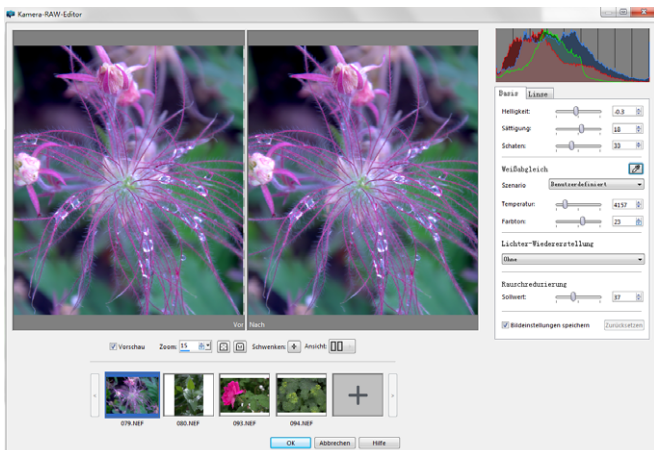 Kamera-RAW-Editor
Basis Linse
Helligkeit: -0.3
Sättigung: 18
Schatten: 35
Weißabgleich
Szenario Benutzerdefiniert
Temperatur: 4157
Farbton: 23
Lichter-Wiederherstellung
Ohne
Rauschreduzierung
Sollwert: 37
Bildeinstellungen speichern Zurücksetzen
Vor Nach
Vorschau Zoom: 15 Schwenken: Ansicht:
079.NEF 080.NEF 093.NEF 094.NEF
OK Abbrechen Hilfe